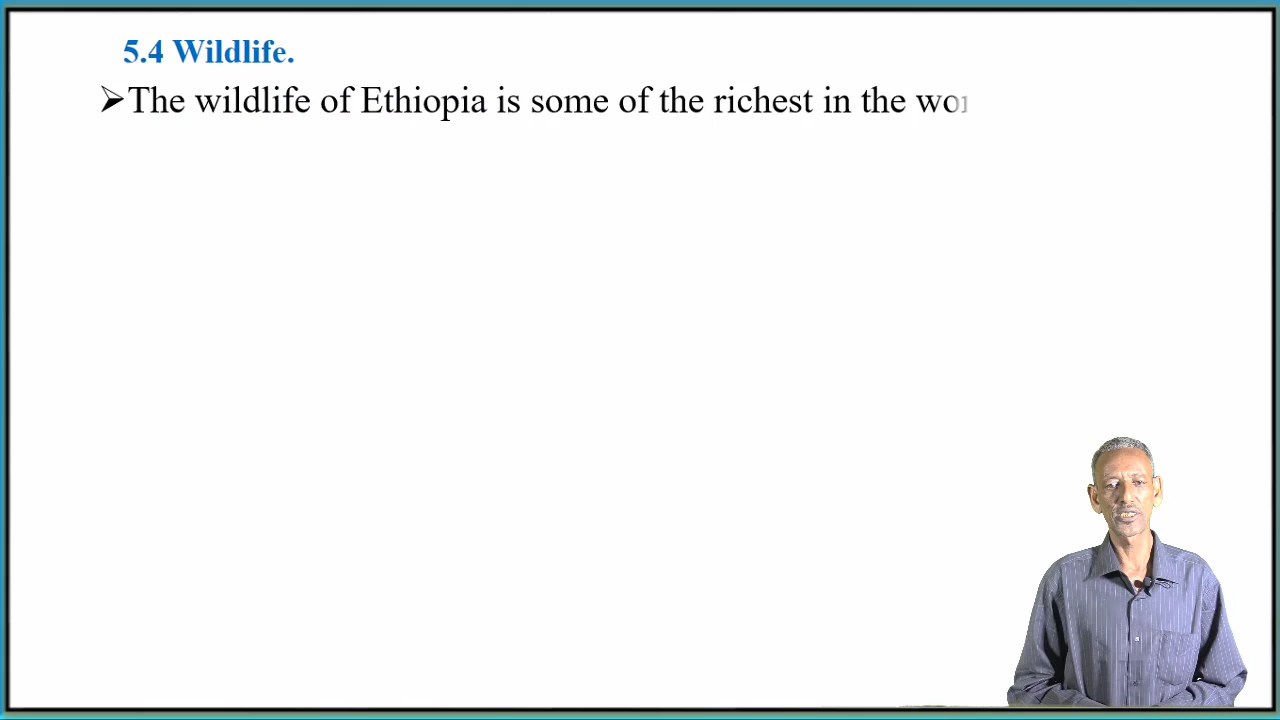 5.4 Wildlife.
➢The wildlife of Ethiopia is some of the richest in the